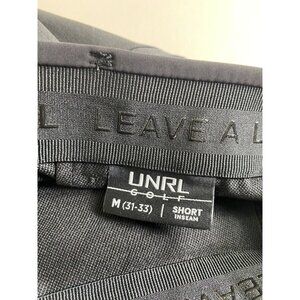 L LEAVE A L
UNRL
GOLF
M (31-33) | SHORT
INSEAM